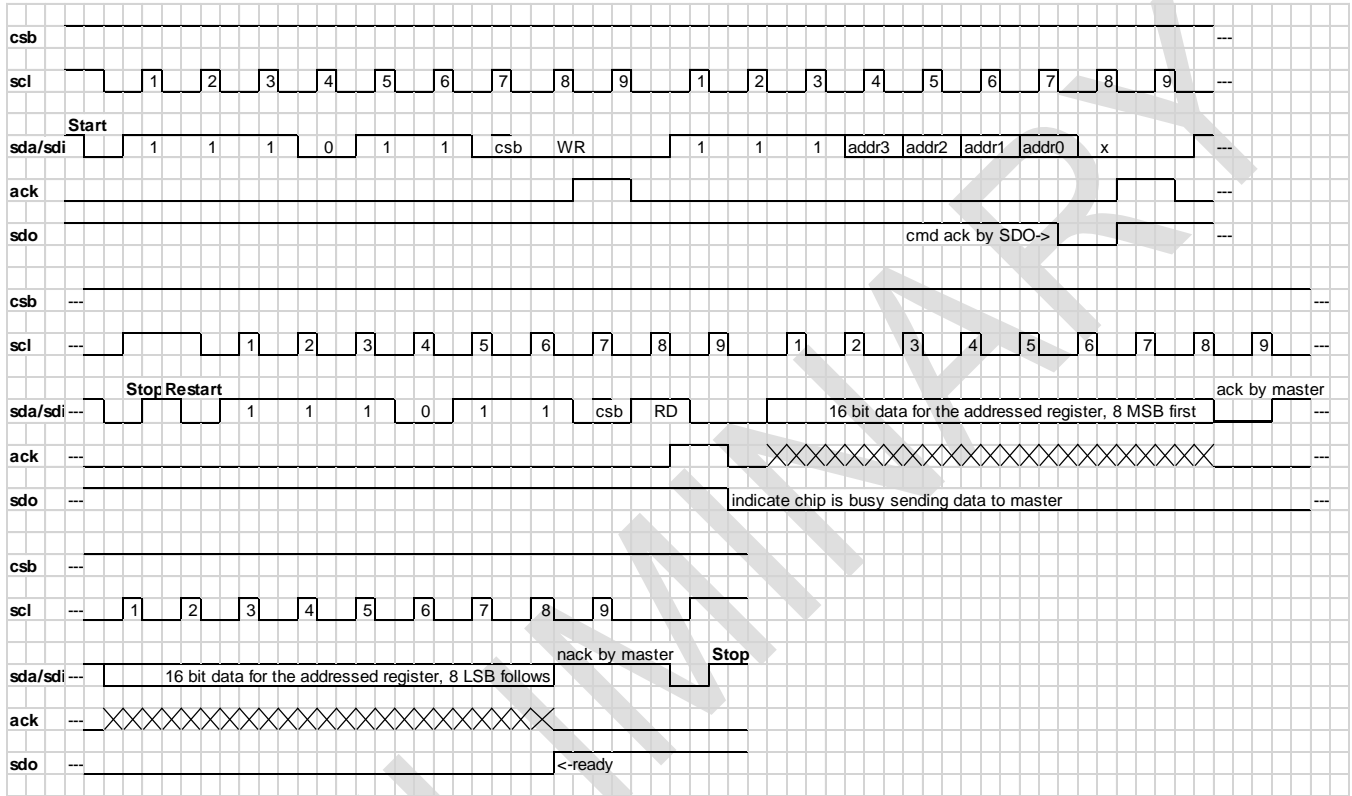 csb ---
scl 1 2 3 4 5 6 7 8 9 1 2 3 4 5 6 7 8 9 ---
Start
sda/sdi 1 1 1 0 1 1 csb WR 1 1 1 addr3 addr2 addr1 addr0 x ---
ack ---
sdo cmd ack by SDO-> ---
csb --- ---
scl --- 1 2 3 4 5 6 7 8 9 1 2 3 4 5 6 7 8 9 ---
Stop Restart ack by master
sda/sdi --- 1 1 1 0 1 1 csb RD 16 bit data for the addressed register, 8 MSB first ---
ack --- ---
sdo --- indicate chip is busy sending data to master ---
csb ---
scl --- 1 2 3 4 5 6 7 8 9
nack by master Stop
sda/sdi --- 16 bit data for the addressed register, 8 LSB follows
ack ---
sdo --- <-ready
LIMINARY